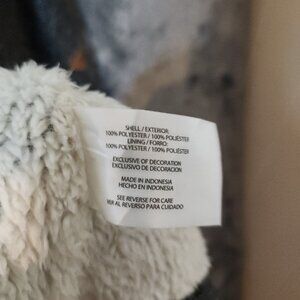 SHELL / EXTERIOR:
100% POLYESTER / 100% POLIÉSTER
LINING / FORRO:
100% POLYESTER / 100% POLIÉSTER
EXCLUSIVE OF DECORATION
EXCLUSIVO DE DECORACION
MADE IN INDONESIA
HECHO EN INDONESIA
SEE REVERSE FOR CARE
AL REVERSO PARA CUIDADO